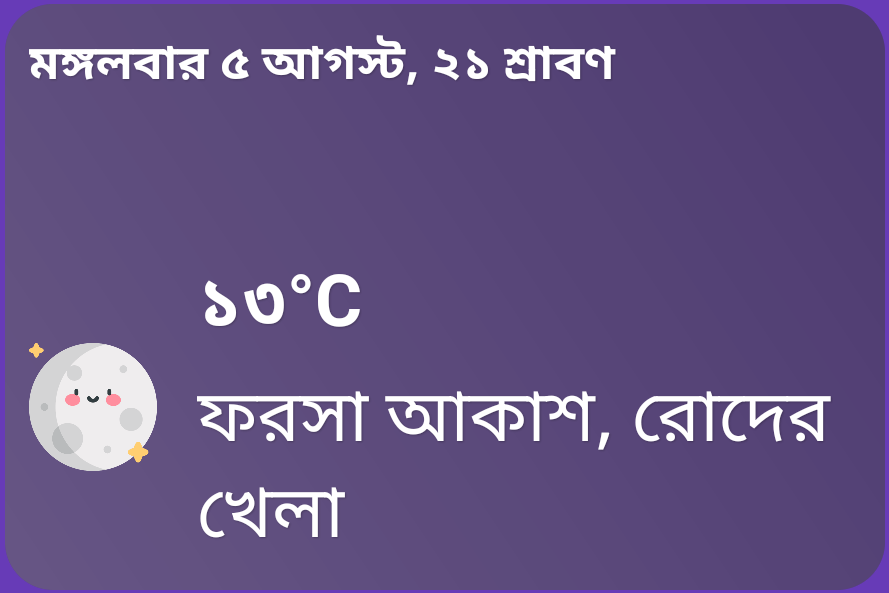 মঙ্গলবার ৫ আগস্ট, ২১ শ্রাবণ
১৩°C
ফরসা আকাশ, রোদের
খেলা